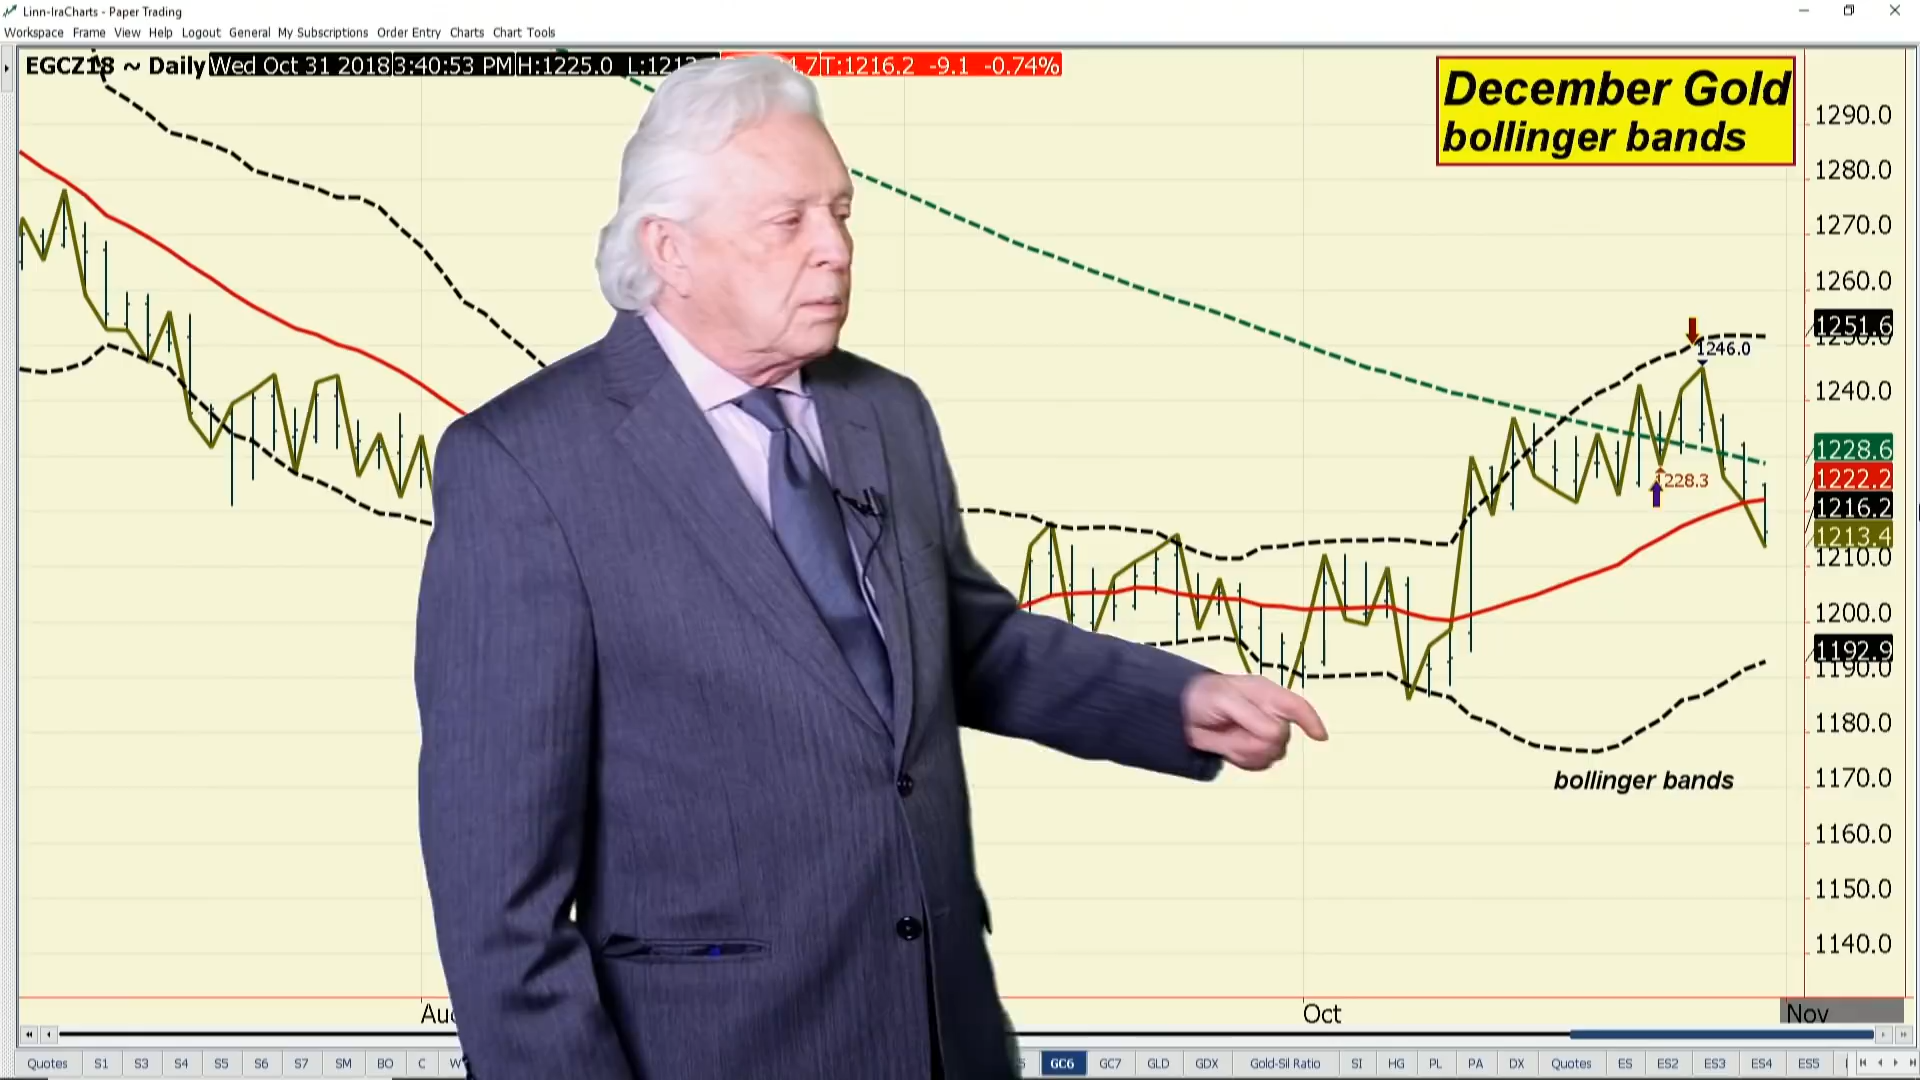 Linn-IraCharts - Paper Trading
Workspace Frame View Help Logout General My Subscriptions Order Entry Charts Chart Tools
EGCZ18 ~ Daily Wed Oct 31 2018 3:40:53 PM H:1225.0 T:1216.2 -9.1 -0.74%
December Gold
bollinger bands
1290.0
1280.0
1270.0
1260.0
1251.6
1250.0
1246.0
1240.0
1228.6
1222.2
1228.3
1216.2
1213.4
1210.0
1200.0
1192.9
1190.0
1180.0
1170.0
bollinger bands
1160.0
1150.0
1140.0
Oct
Nov
Quotes S1 S3 S4 S5 S6 S7 SM BO C GC6 GC7 GLD GDX Gold-Sil Ratio SI HG PL PA DX Quotes ES ES2 ES3 ES4 ES5